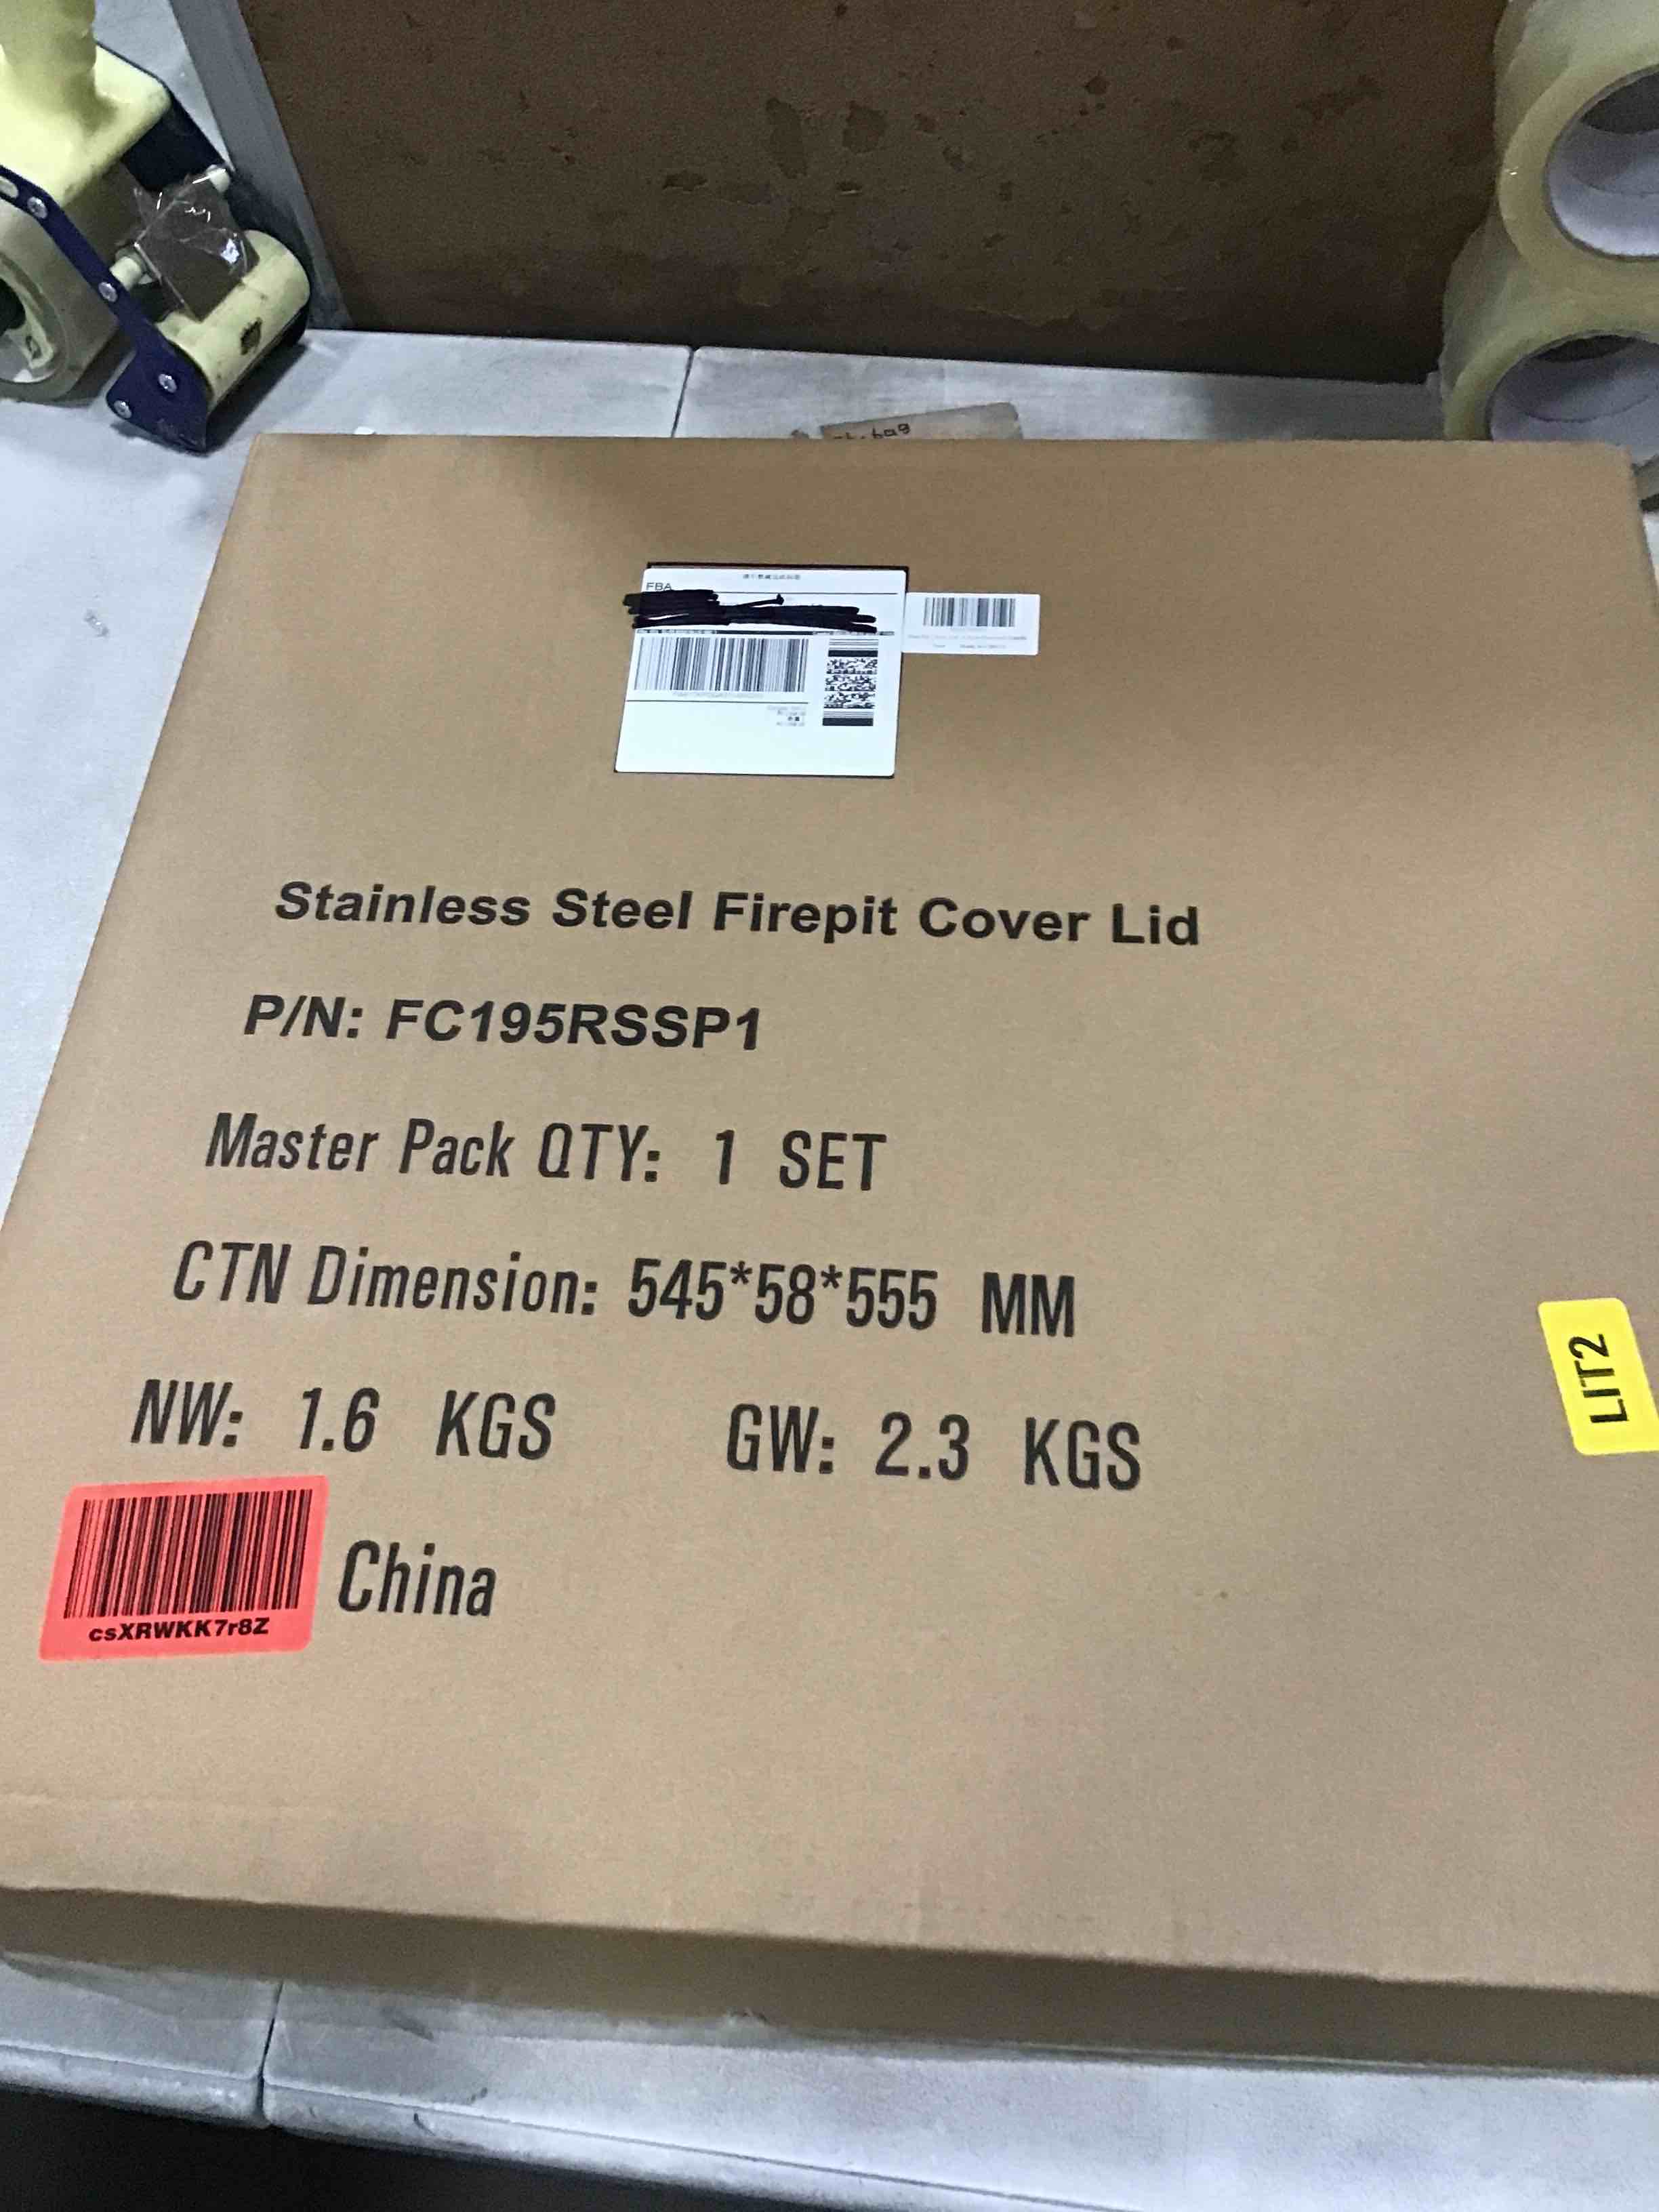 FBA
Stainless Steel Firepit Cover Lid
P/N: FC195RSSP1
Master Pack QTY: 1 SET
CTN Dimension: 545*58*555 MM
LIT2
NW: 1.6 KGS GW: 2.3 KGS
China
csXRWKK7r8Z